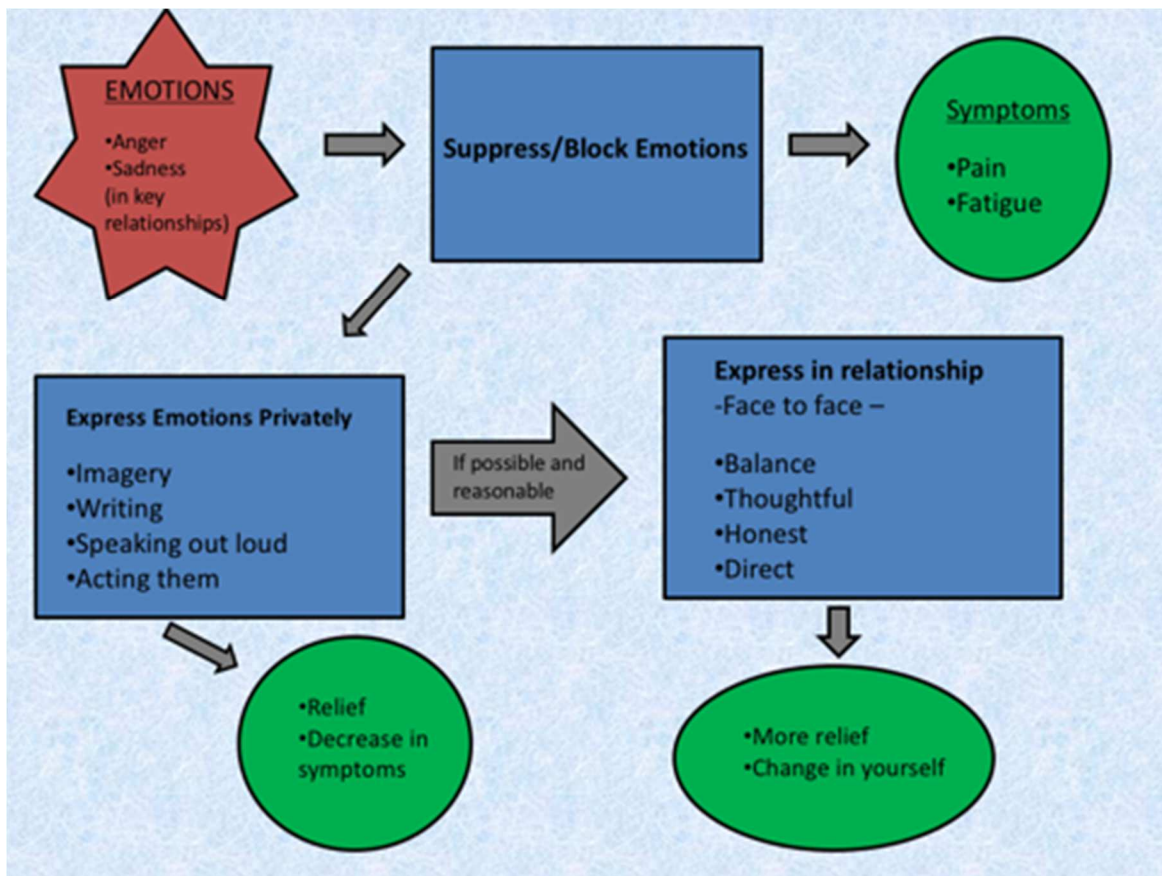 EMOTIONS
•Anger
•Sadness
(in key
relationships)
Suppress/Block Emotions
Symptoms
•Pain
•Fatigue
Express Emotions Privately
•Imagery
•Writing
•Speaking out loud
•Acting them
If possible and
reasonable
Express in relationship
-Face to face –
•Balance
•Thoughtful
•Honest
•Direct
•Relief
•Decrease in
symptoms
•More relief
•Change in yourself